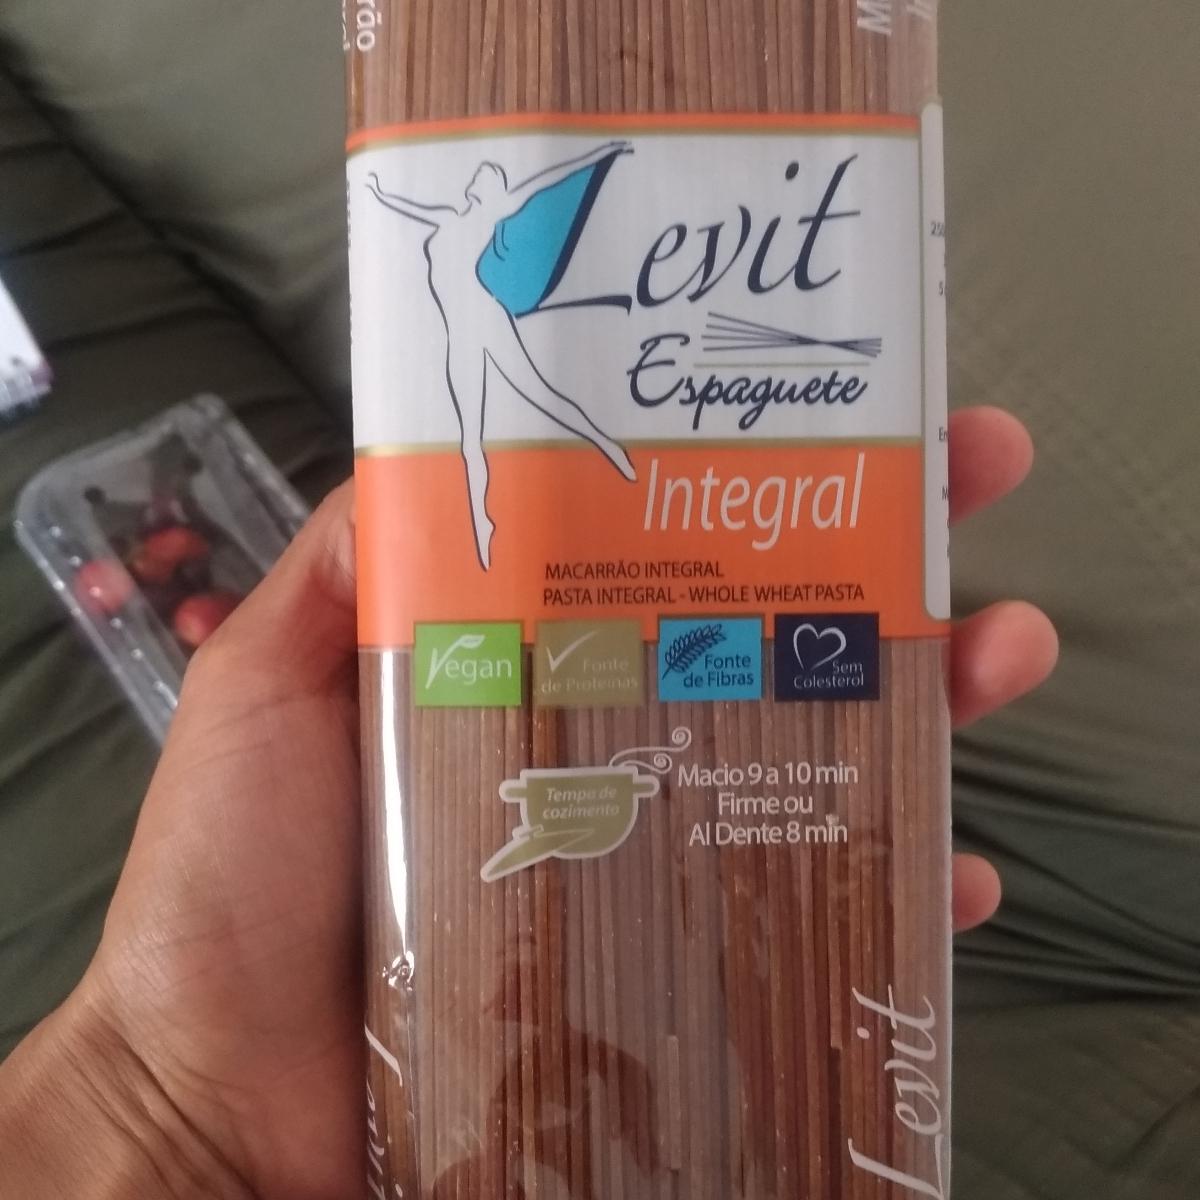 Levit
Espaguete
Integral
MACARRÃO INTEGRAL
PASTA INTEGRAL - WHOLE WHEAT PASTA
Vegan
Fonte
de Proteínas
Fonte
de Fibras
Sem
Colesterol
Tempo de
cozimento
Macio 9 a 10 min
Firme ou
Al Dente 8 min
Levit